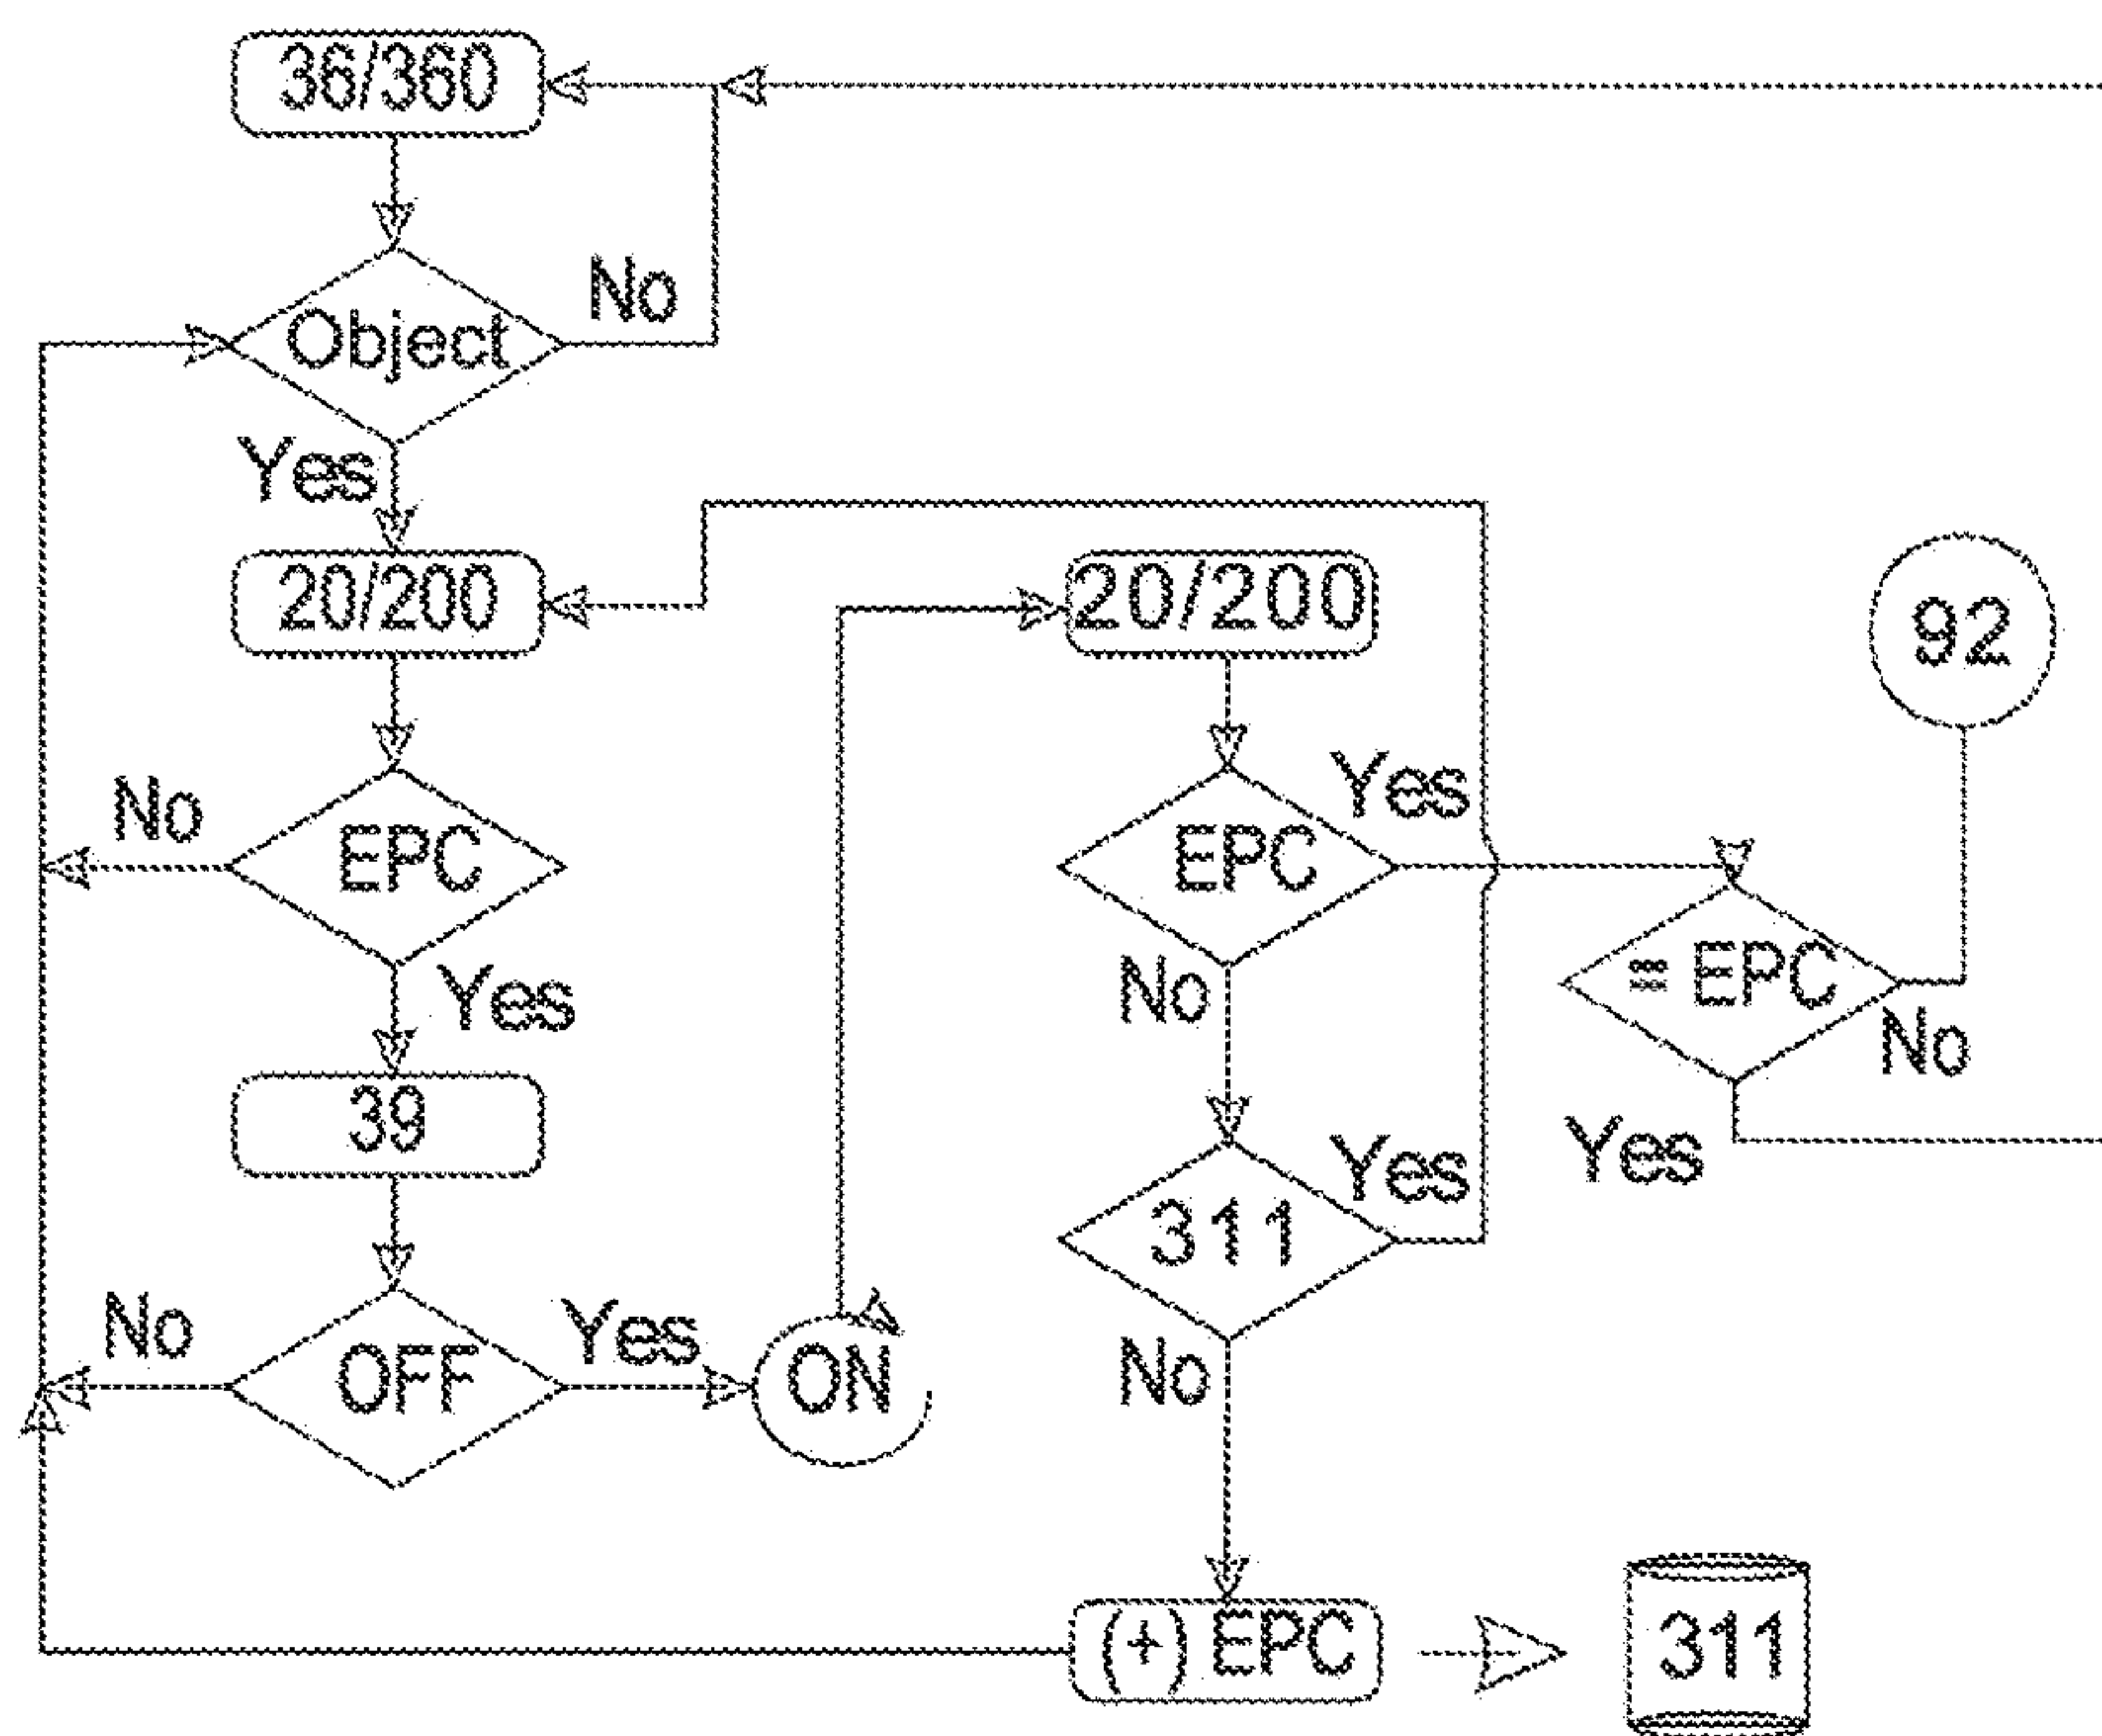 36/360
Object
No
Yes
20/200
20/200
92
No
EPC
Yes
EPC
Yes
No
= EPC
No
39
Yes
Yes
311
No
OFF
Yes
ON
No
(+) EPC
311